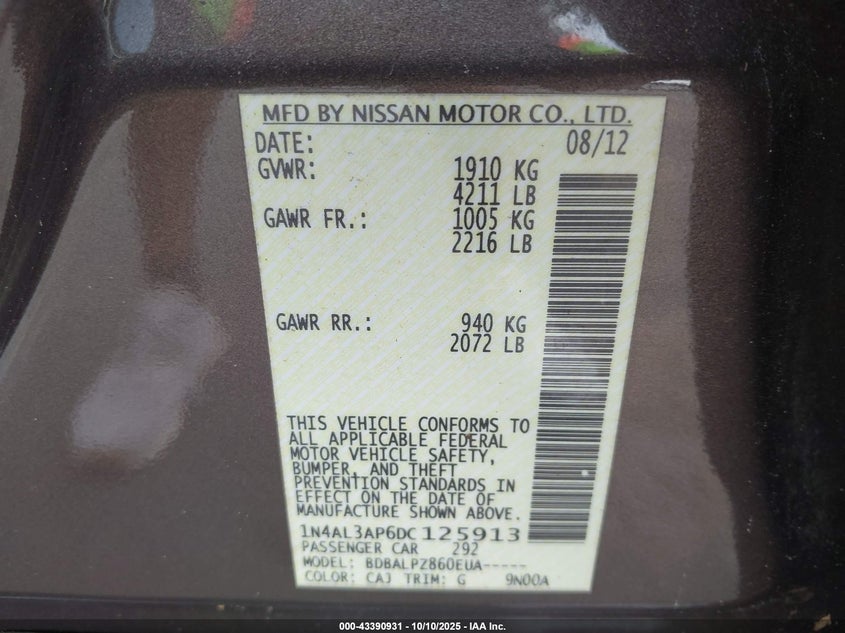 MFD BY NISSAN MOTOR CO., LTD.
DATE: 08/12
GVWR: 1910 KG
4211 LB
GAWR FR.: 1005 KG
2216 LB
GAWR RR.: 940 KG
2072 LB
THIS VEHICLE CONFORMS TO
ALL APPLICABLE FEDERAL
MOTOR VEHICLE SAFETY,
BUMPER, AND THEFT
PREVENTION STANDARDS IN
EFFECT ON THE DATE OF
MANUFACTURE SHOWN ABOVE.
1N4AL3AP6DC125913
PASSENGER CAR 292
MODEL: BDBALPZ860EUA-----
COLOR: CAJ TRIM: G 9N00A
000-43390931 - 10/10/2025 - IAA Inc.